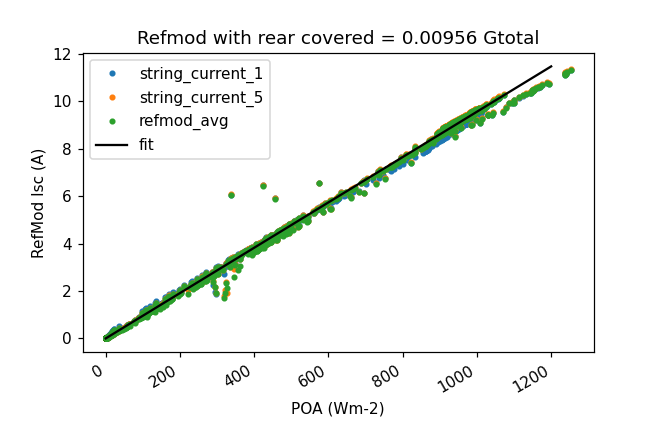 Refmod with rear covered = 0.00956 Gtotal
12
10
8
6
4
2
0
RefMod Isc (A)
string_current_1
string_current_5
refmod_avg
fit
0
200
400
600
800
1000
1200
POA (Wm-2)